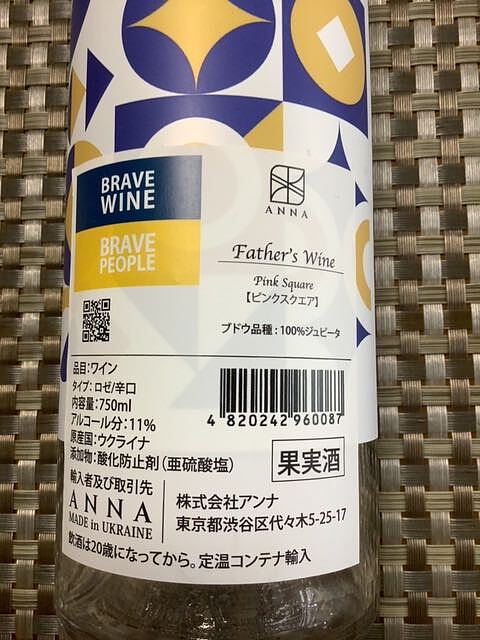 BRAVE
WINE
BRAVE
PEOPLE
ANNA
Father's Wine
Pink Square
【ピンクスクエア】
ブドウ品種：100%ジュピータ
品目：ワイン
タイプ：ロゼ/辛口
内容量：750ml
アルコール分：11%
原産国：ウクライナ
添加物：酸化防止剤（亜硫酸塩）
4 820242 960087
果実酒
輸入者及び取引先
ANNA
MADE in UKRAINE
株式会社アンナ
東京都渋谷区代々木5-25-17
飲酒は20歳になってから。定温コンテナ輸入